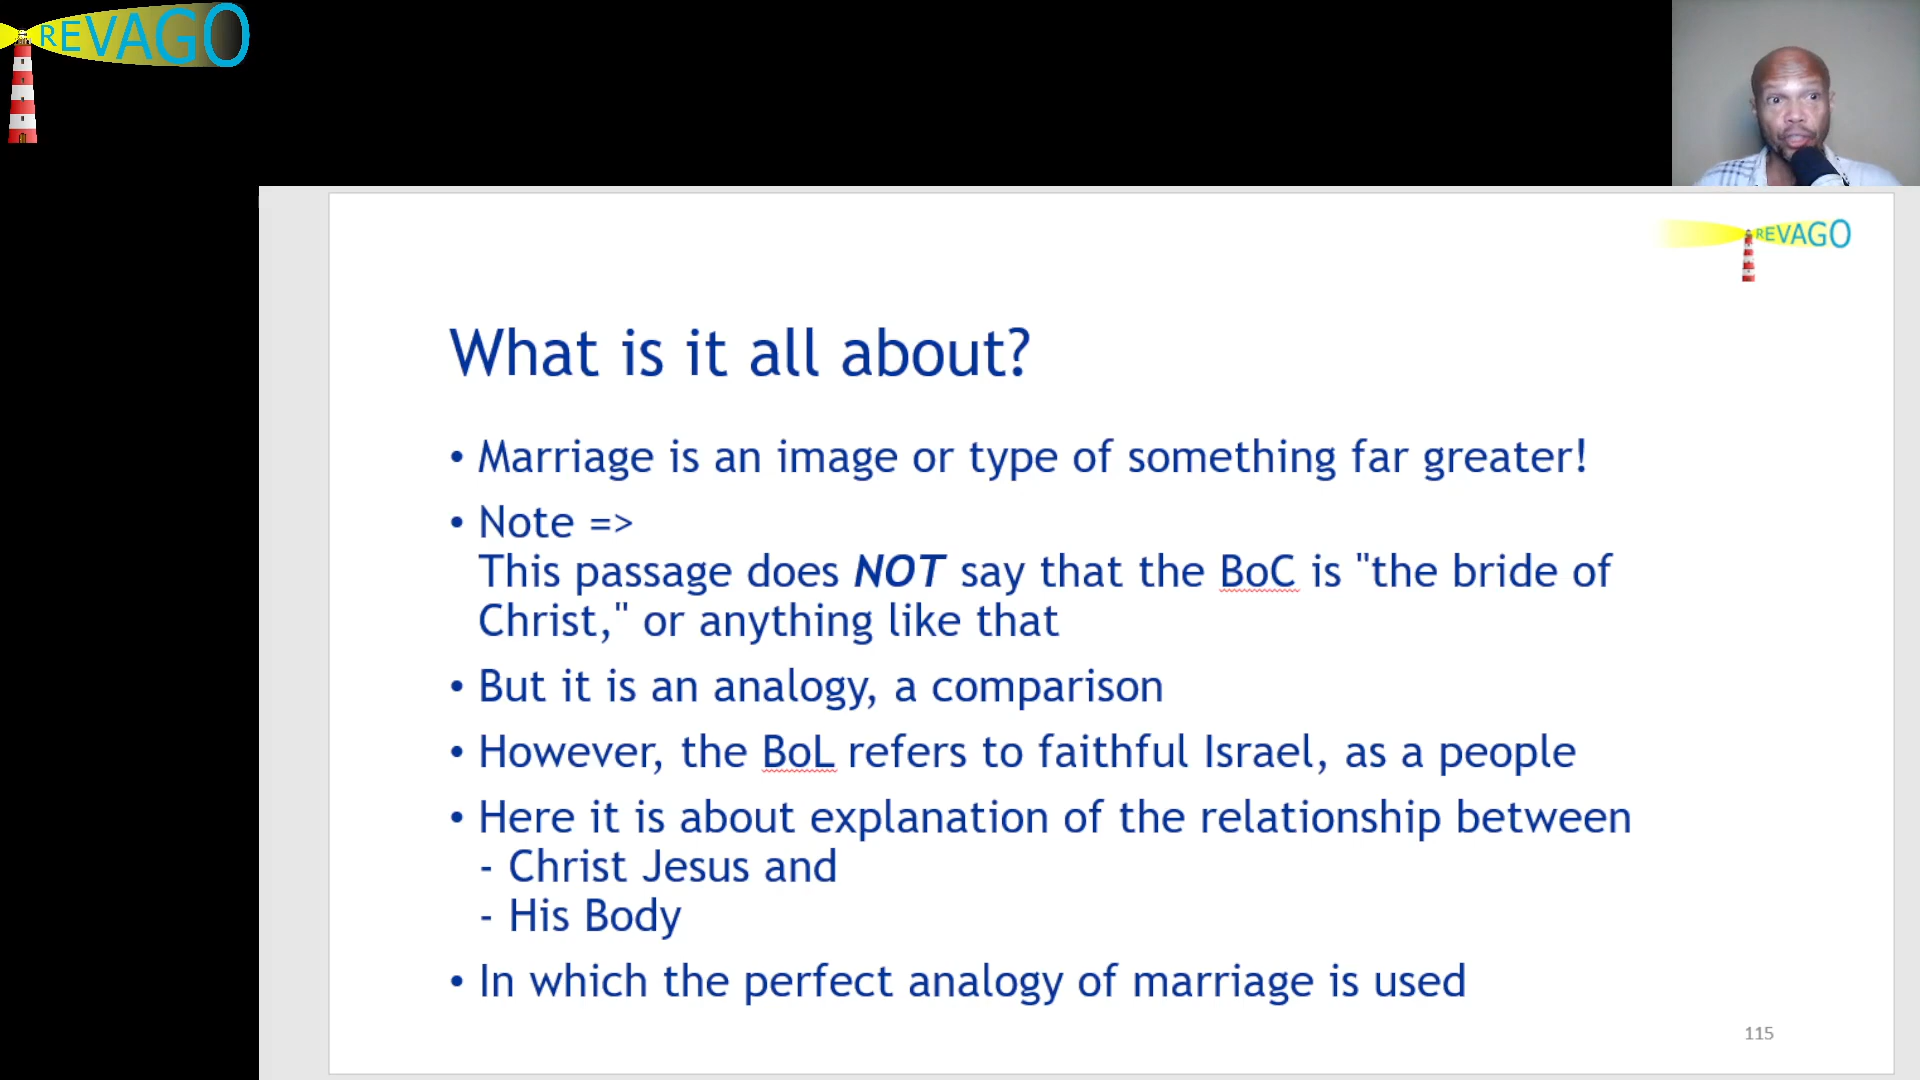 REVAGO
REVAGO
What is it all about?
• Marriage is an image or type of something far greater!
• Note =>
This passage does NOT say that the BoC is "the bride of
Christ," or anything like that
• But it is an analogy, a comparison
• However, the BoL refers to faithful Israel, as a people
• Here it is about explanation of the relationship between
- Christ Jesus and
- His Body
• In which the perfect analogy of marriage is used
115